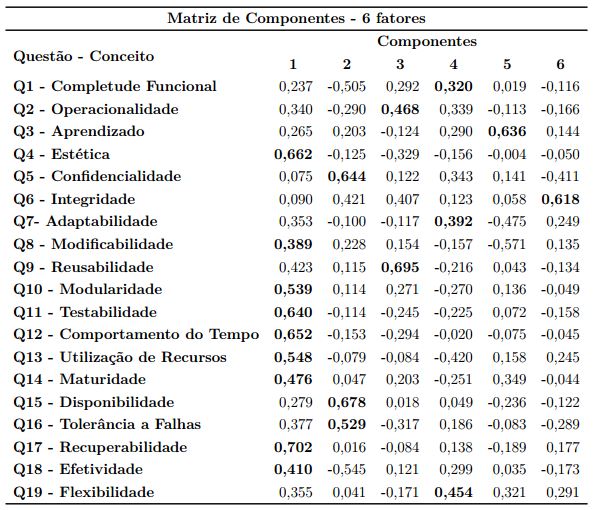 Matriz de Componentes - 6 fatores
Questão - Conceito Componentes
1 2 3 4 5 6
Q1 - Completude Funcional 0,237 -0,505 0,292 0,320 0,019 -0,116
Q2 - Operacionalidade 0,340 -0,290 0,468 0,339 -0,113 -0,166
Q3 - Aprendizado 0,265 0,203 -0,124 0,290 0,636 0,144
Q4 - Estética 0,662 -0,125 -0,329 -0,156 -0,004 -0,050
Q5 - Confidencialidade 0,075 0,644 0,122 0,343 0,141 -0,411
Q6 - Integridade 0,090 0,421 0,407 0,123 0,058 0,618
Q7- Adaptabilidade 0,353 -0,100 -0,117 0,392 -0,475 0,249
Q8 - Modificabilidade 0,389 0,228 0,154 -0,157 -0,571 0,135
Q9 - Reusabilidade 0,423 0,115 0,695 -0,216 0,043 -0,134
Q10 - Modularidade 0,539 0,114 0,271 -0,270 0,136 -0,049
Q11 - Testabilidade 0,640 -0,114 -0,245 -0,225 0,072 -0,158
Q12 - Comportamento do Tempo 0,652 -0,153 -0,294 -0,020 -0,075 -0,045
Q13 - Utilização de Recursos 0,548 -0,079 -0,084 -0,420 0,158 0,245
Q14 - Maturidade 0,476 0,047 0,203 -0,251 0,349 -0,044
Q15 - Disponibilidade 0,279 0,678 0,018 0,049 -0,236 -0,122
Q16 - Tolerância a Falhas 0,377 0,529 -0,317 0,186 -0,083 -0,289
Q17 - Recuperabilidade 0,702 0,016 -0,084 0,138 -0,189 0,177
Q18 - Efetividade 0,410 -0,545 0,121 0,299 0,035 -0,173
Q19 - Flexibilidade 0,355 0,041 -0,171 0,454 0,321 0,291